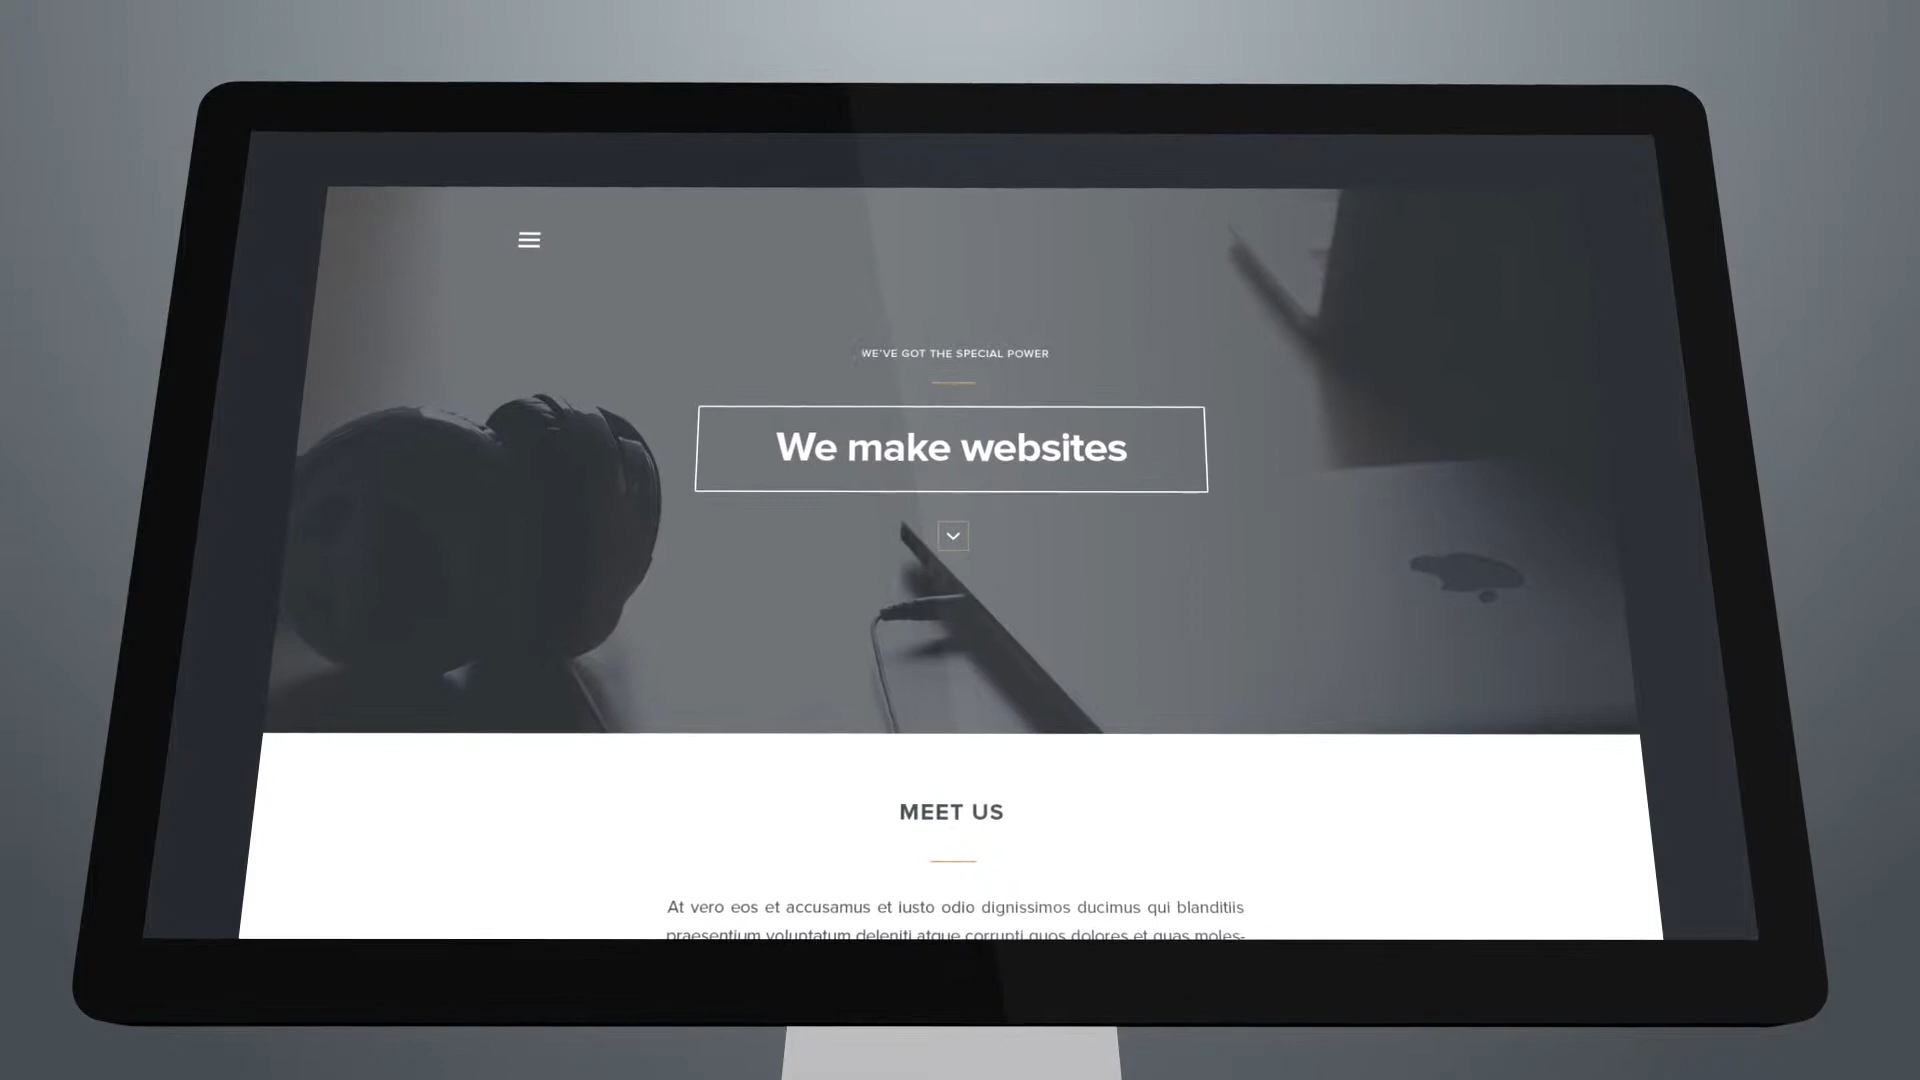 WE'VE GOT THE SPECIAL POWER
We make websites
MEET US
At vero eos et accusamus et iusto odio dignissimos ducimus qui blanditiis
praesentium voluptatum deleniti atque corrupti quos dolores et quas moles-